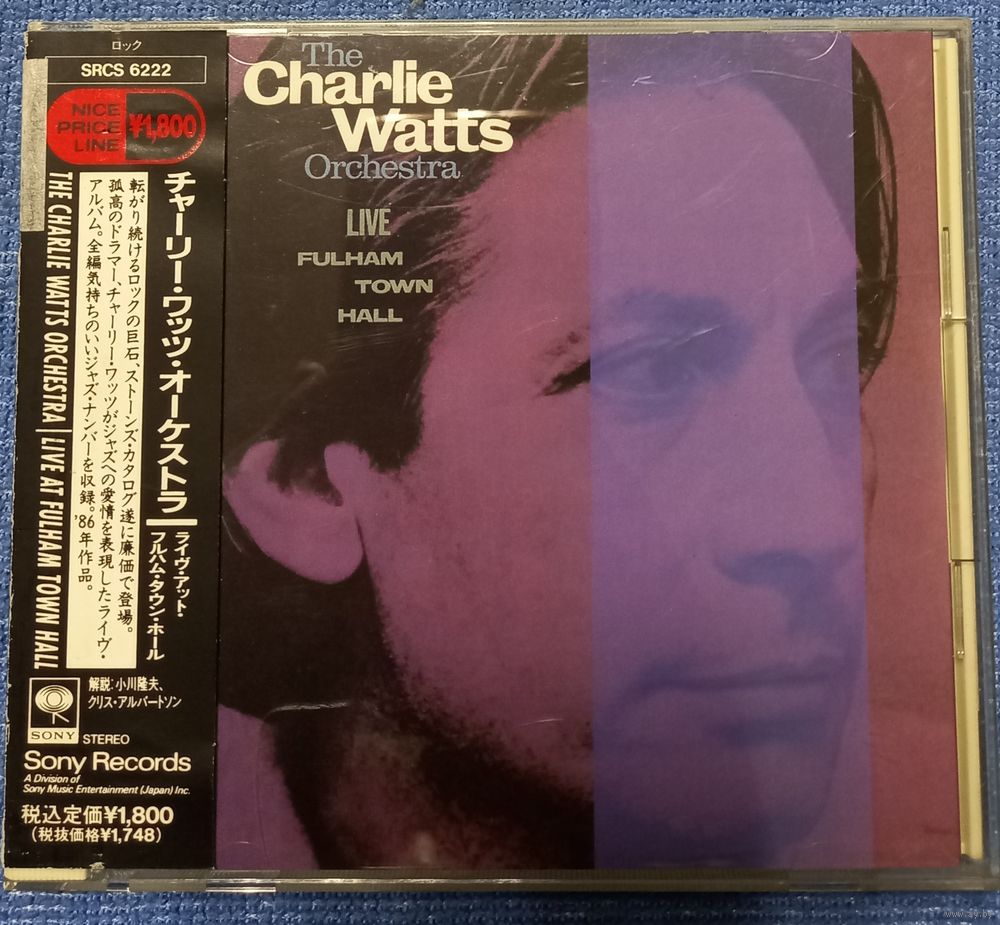 ロック
SRCS 6222
NICE
PRICE
LINE
¥1,800
チャーリー・ワッツ・オーケストラ
ライヴ・アット・
フルハム・タウン・ホール
転がり続けるロックの巨石、ストーンズ・カタログ遂に廉価で登場。
孤高のドラマー、チャーリー・ワッツがジャズへの愛情を表現したライヴ・
アルバム。全編気持ちのいいジャズ・ナンバーを収録。'86年作品。
THE CHARLIE WATTS ORCHESTRA | LIVE AT FULHAM TOWN HALL
解説:小川隆夫、
クリス・アルバートソン
SONY
STEREO
Sony Records
A Division of
Sony Music Entertainment (Japan) Inc.
税込定価¥1,800
(税抜価格¥1,748)
The
Charlie
Watts
Orchestra
LIVE
FULHAM
TOWN
HALL